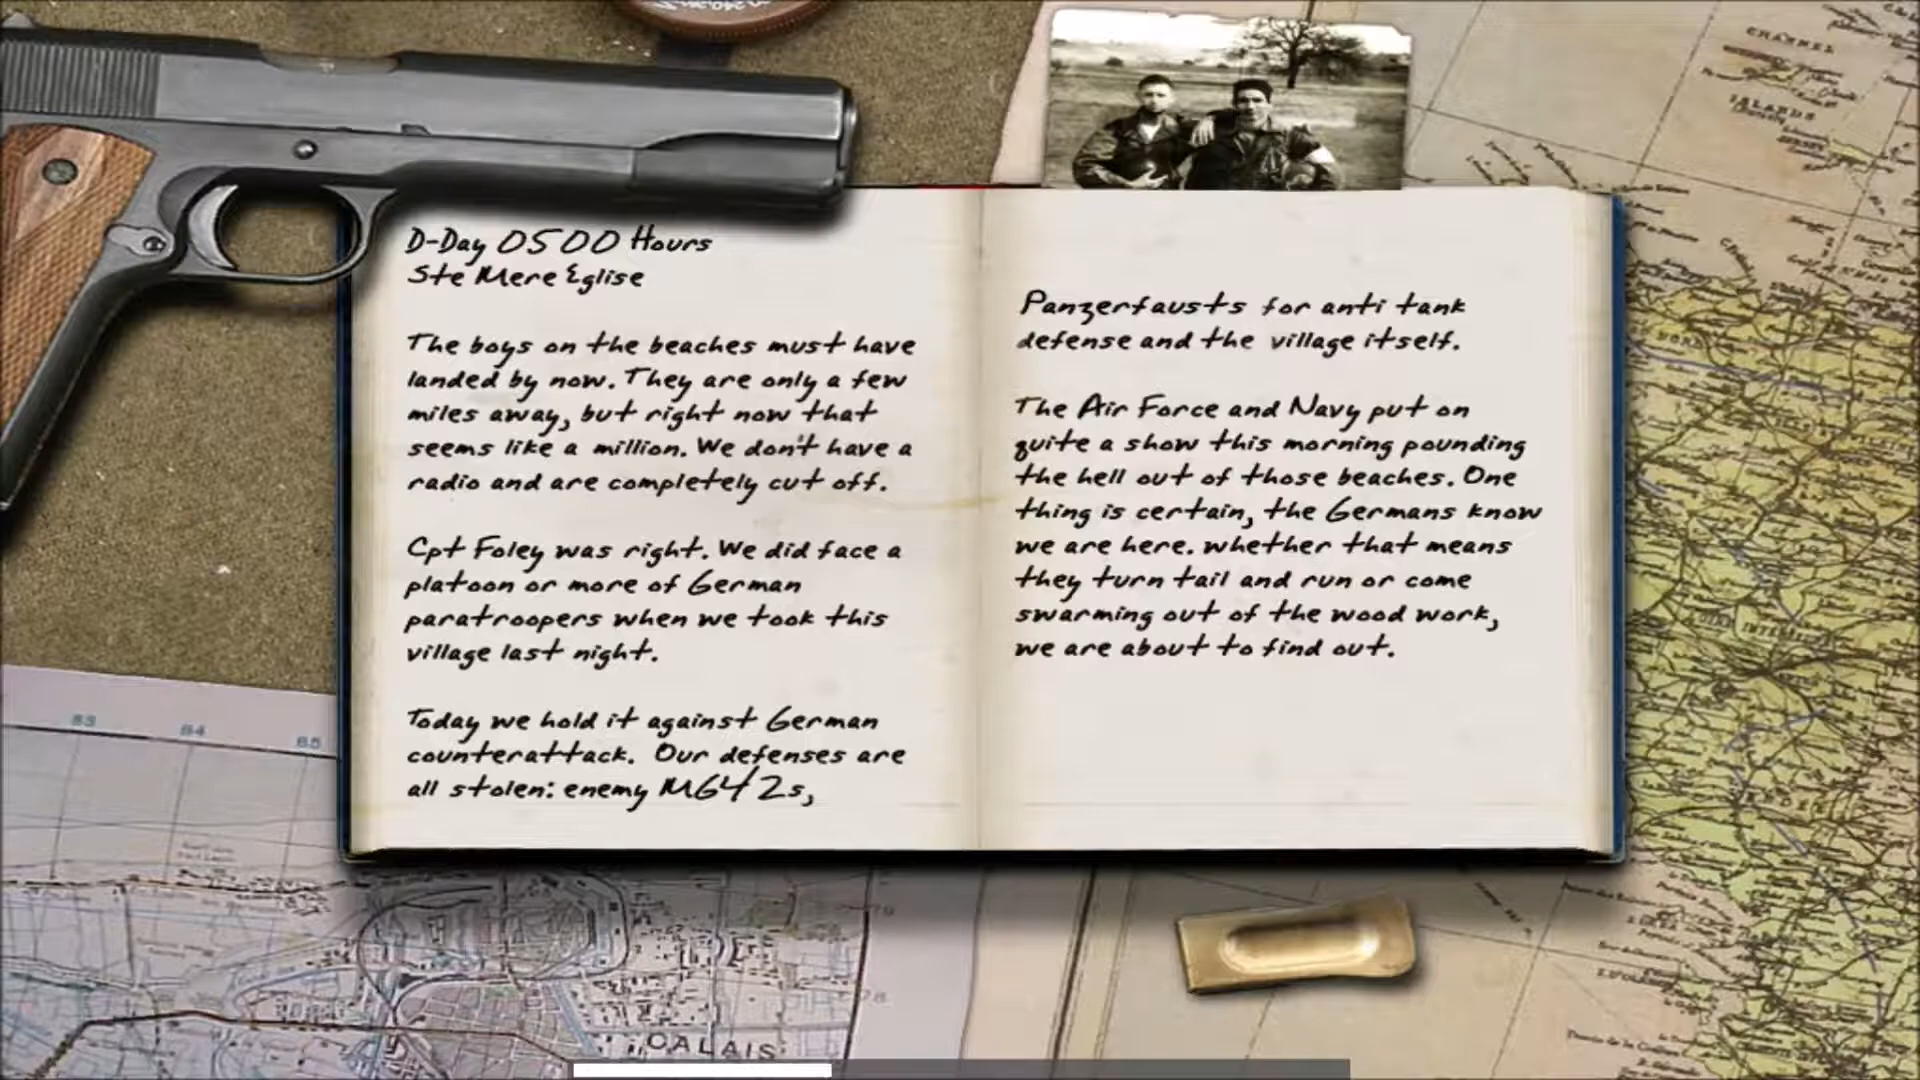 D-Day 0500 Hours
Ste Mere Eglise
The boys on the beaches must have
landed by now. They are only a few
miles away, but right now that
seems like a million. We don't have a
radio and are completely cut off.
Cpt Foley was right. We did face a
platoon or more of German
paratroopers when we took this
village last night.
Today we hold it against German
counterattack. Our defenses are
all stolen: enemy MG42s,
Panzerfausts for anti tank
defense and the village itself.
The Air Force and Navy put on
quite a show this morning pounding
the hell out of those beaches. One
thing is certain, the Germans know
we are here. whether that means
they turn tail and run or come
swarming out of the wood work,
we are about to find out.
CHANNEL
ISLANDS
83
84
85
CALAIS